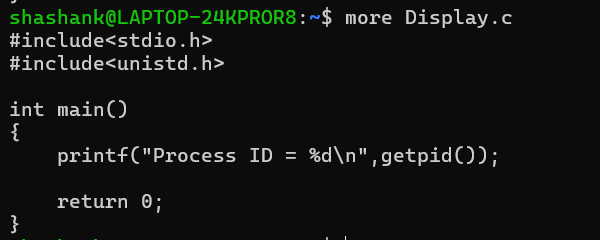 shashank@LAPTOP-24KPROR8:~$ more Display.c
#include<stdio.h>
#include<unistd.h>
int main()
{
    printf("Process ID = %d\n",getpid());
    return 0;
}